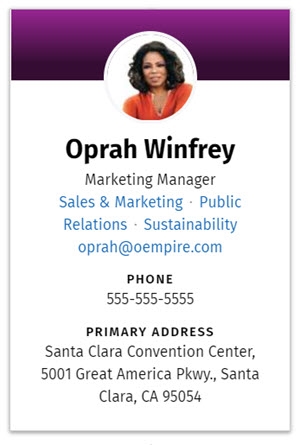 Oprah Winfrey
Marketing Manager
Sales & Marketing · Public
Relations · Sustainability
oprah@oempire.com
PHONE
555-555-5555
PRIMARY ADDRESS
Santa Clara Convention Center,
5001 Great America Pkwy., Santa
Clara, CA 95054